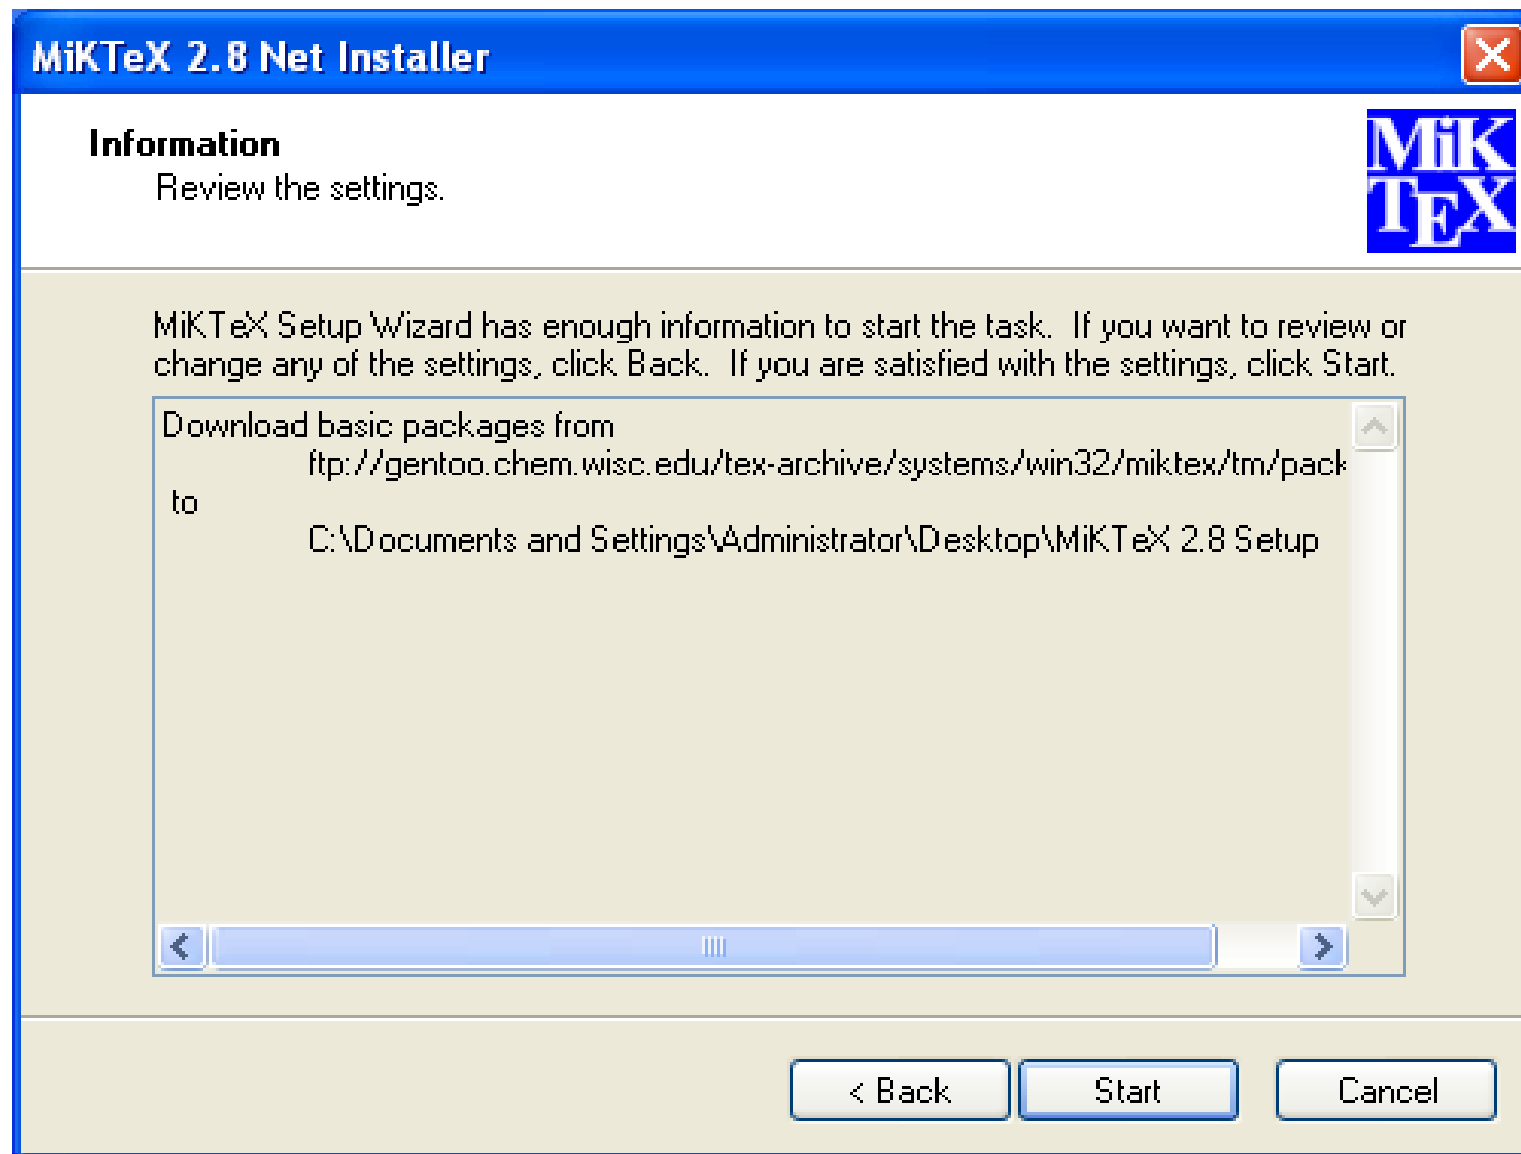 MiKTeX 2.8 Net Installer
Information
Review the settings.
MiK
TEX
MiKTeX Setup Wizard has enough information to start the task.  If you want to review or
change any of the settings, click Back.  If you are satisfied with the settings, click Start.
Download basic packages from
ftp://gentoo.chem.wisc.edu/tex-archive/systems/win32/miktex/tm/pack
to
C:\Documents and Settings\Administrator\Desktop\MiKTeX 2.8 Setup
< Back
Start
Cancel